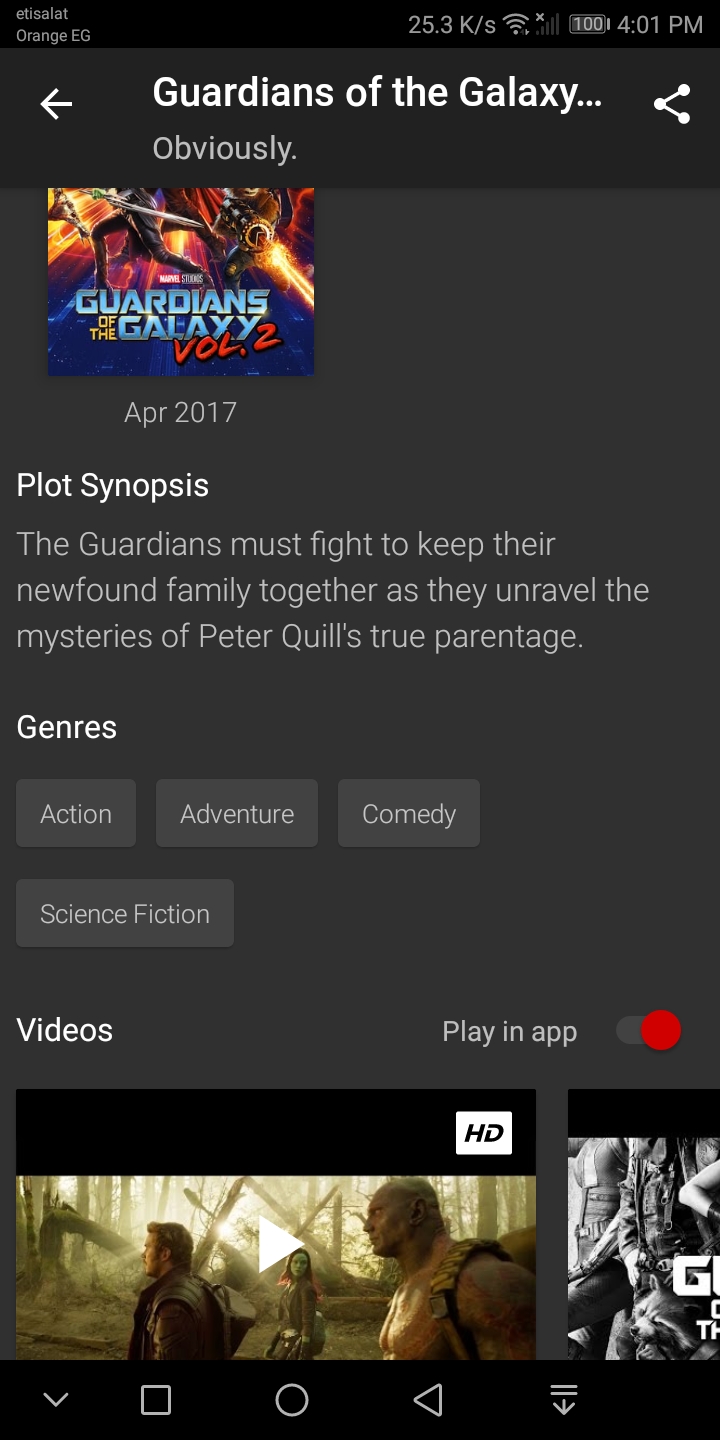 etisalat
Orange EG
25.3 K/s
100
4:01 PM
Guardians of the Galaxy...
Obviously.
MARVEL STUDIOS
GUARDIANS
OF THE GALAXY
VOL. 2
Apr 2017
Plot Synopsis
The Guardians must fight to keep their
newfound family together as they unravel the
mysteries of Peter Quill's true parentage.
Genres
Action
Adventure
Comedy
Science Fiction
Videos
Play in app
HD